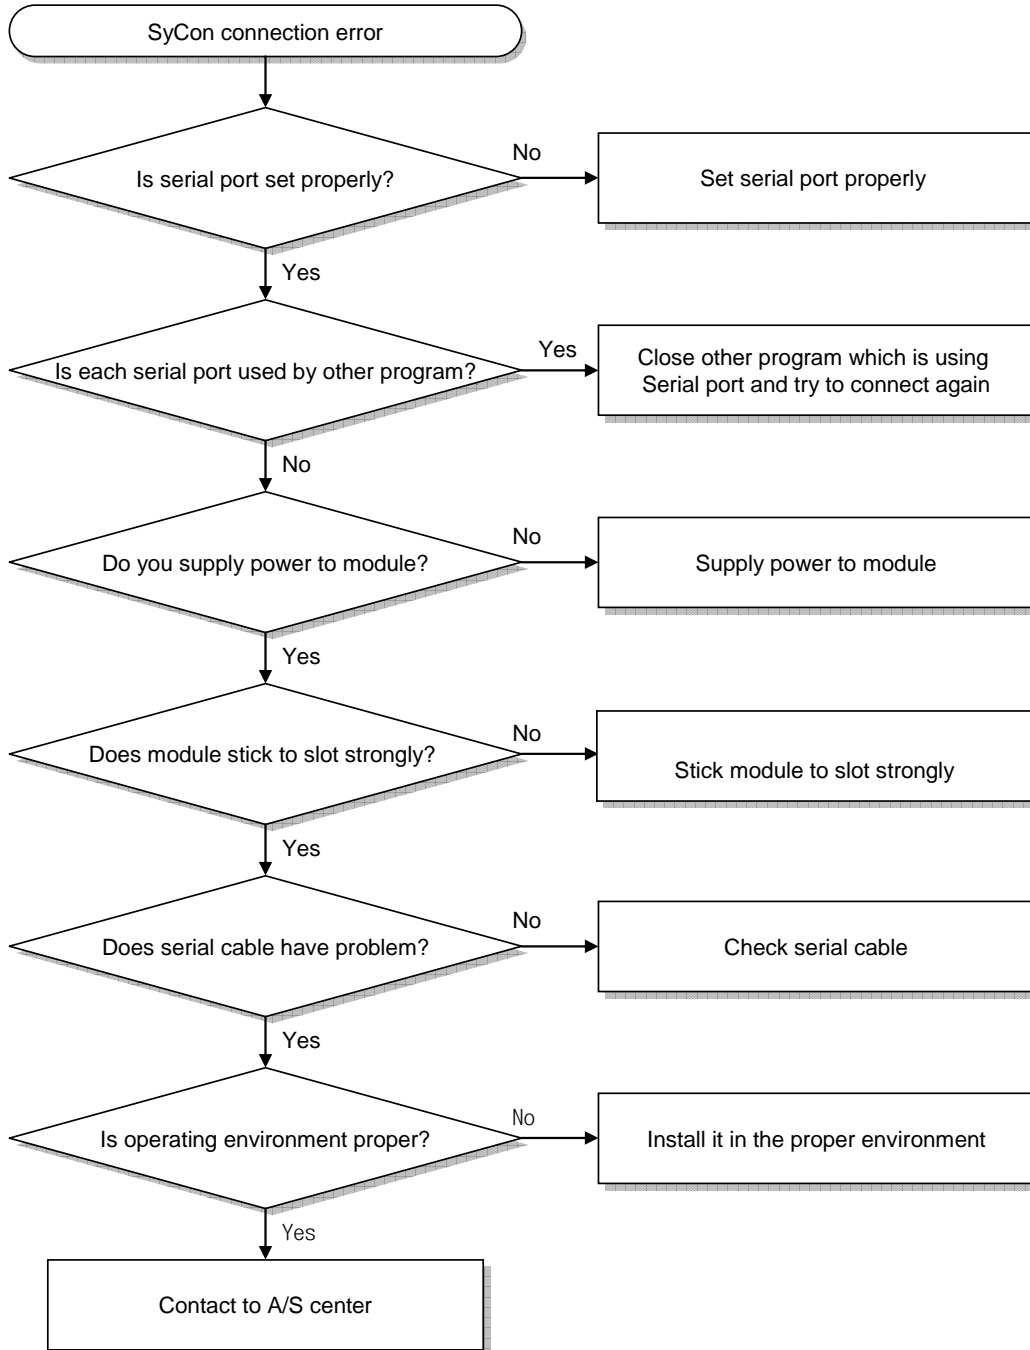 SyCon connection error
Is serial port set properly?
No
Set serial port properly
Yes
Is each serial port used by other program?
Yes
Close other program which is using
Serial port and try to connect again
No
Do you supply power to module?
No
Supply power to module
Yes
Does module stick to slot strongly?
No
Stick module to slot strongly
Yes
Does serial cable have problem?
No
Check serial cable
Yes
Is operating environment proper?
No
Install it in the proper environment
Yes
Contact to A/S center